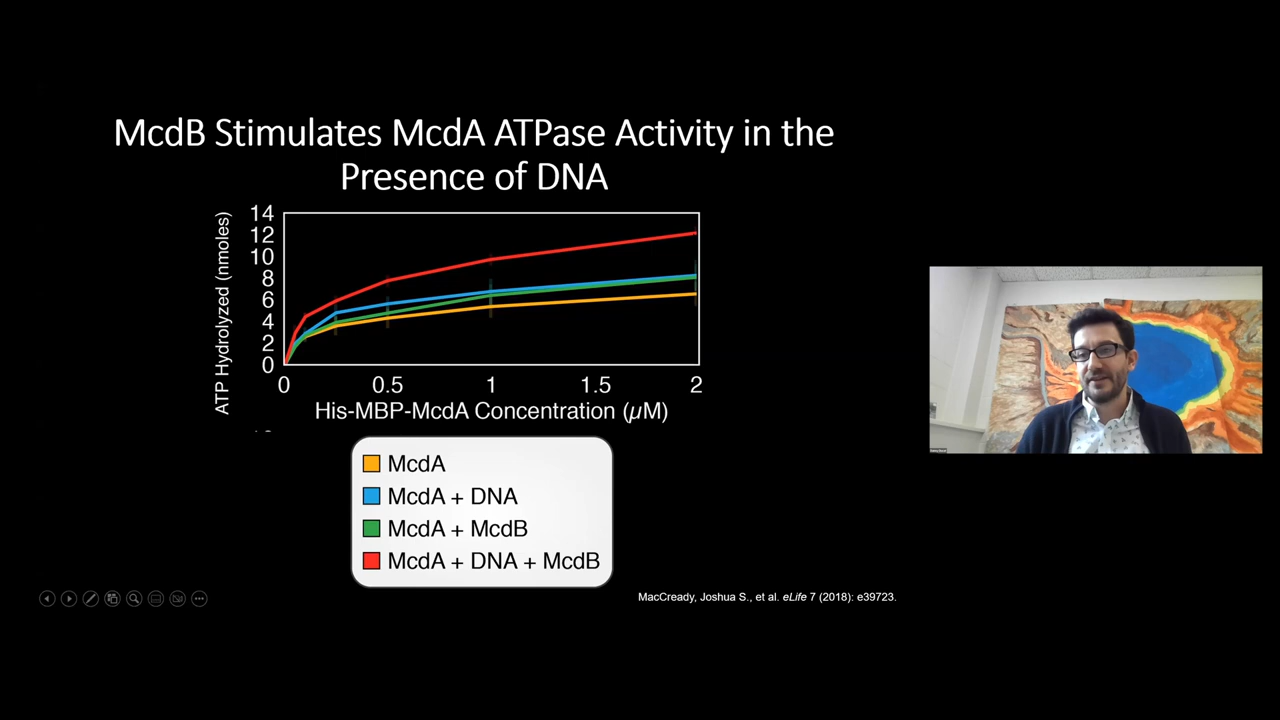 McdB Stimulates McdA ATPase Activity in the
Presence of DNA
ATP Hydrolyzed (nmoles)
14
12
10
8
6
4
2
0
0 0.5 1 1.5 2
His-MBP-McdA Concentration (µM)
McdA
McdA + DNA
McdA + McdB
McdA + DNA + McdB
MacCready, Joshua S., et al. eLife 7 (2018): e39723.